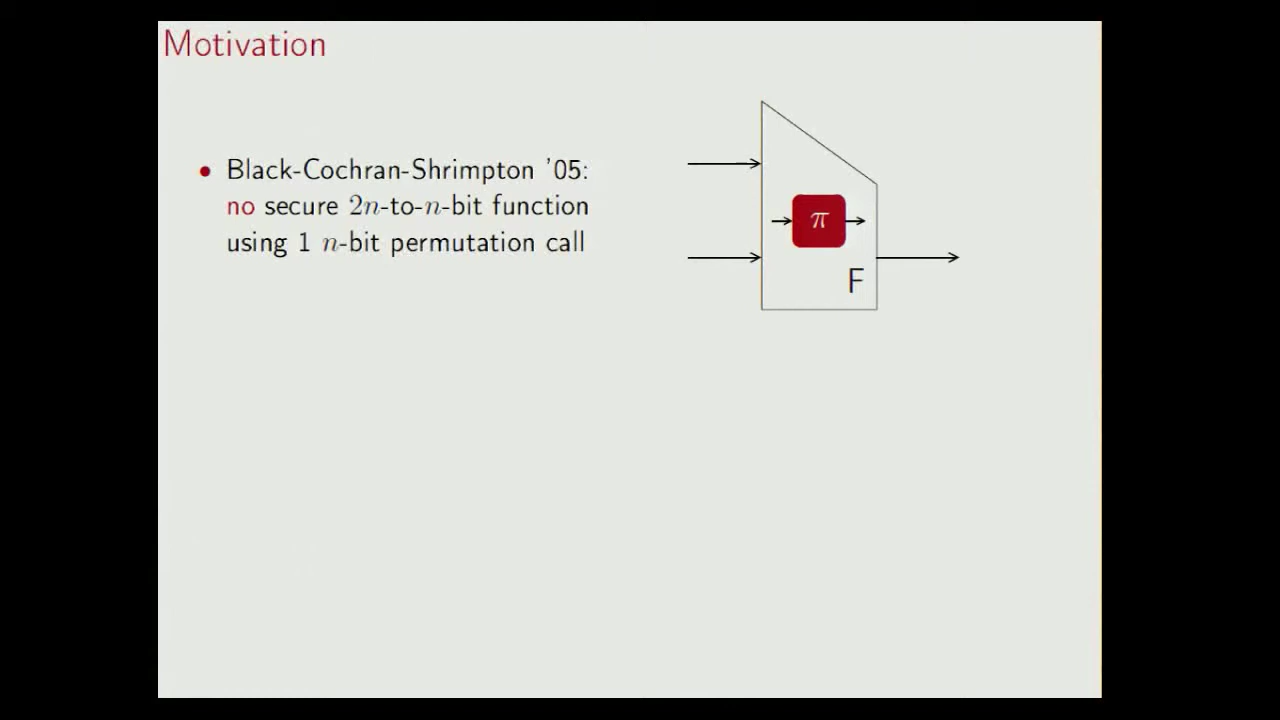 Motivation
• Black-Cochran-Shrimpton '05:
no secure 2n-to-n-bit function
using 1 n-bit permutation call
π
F